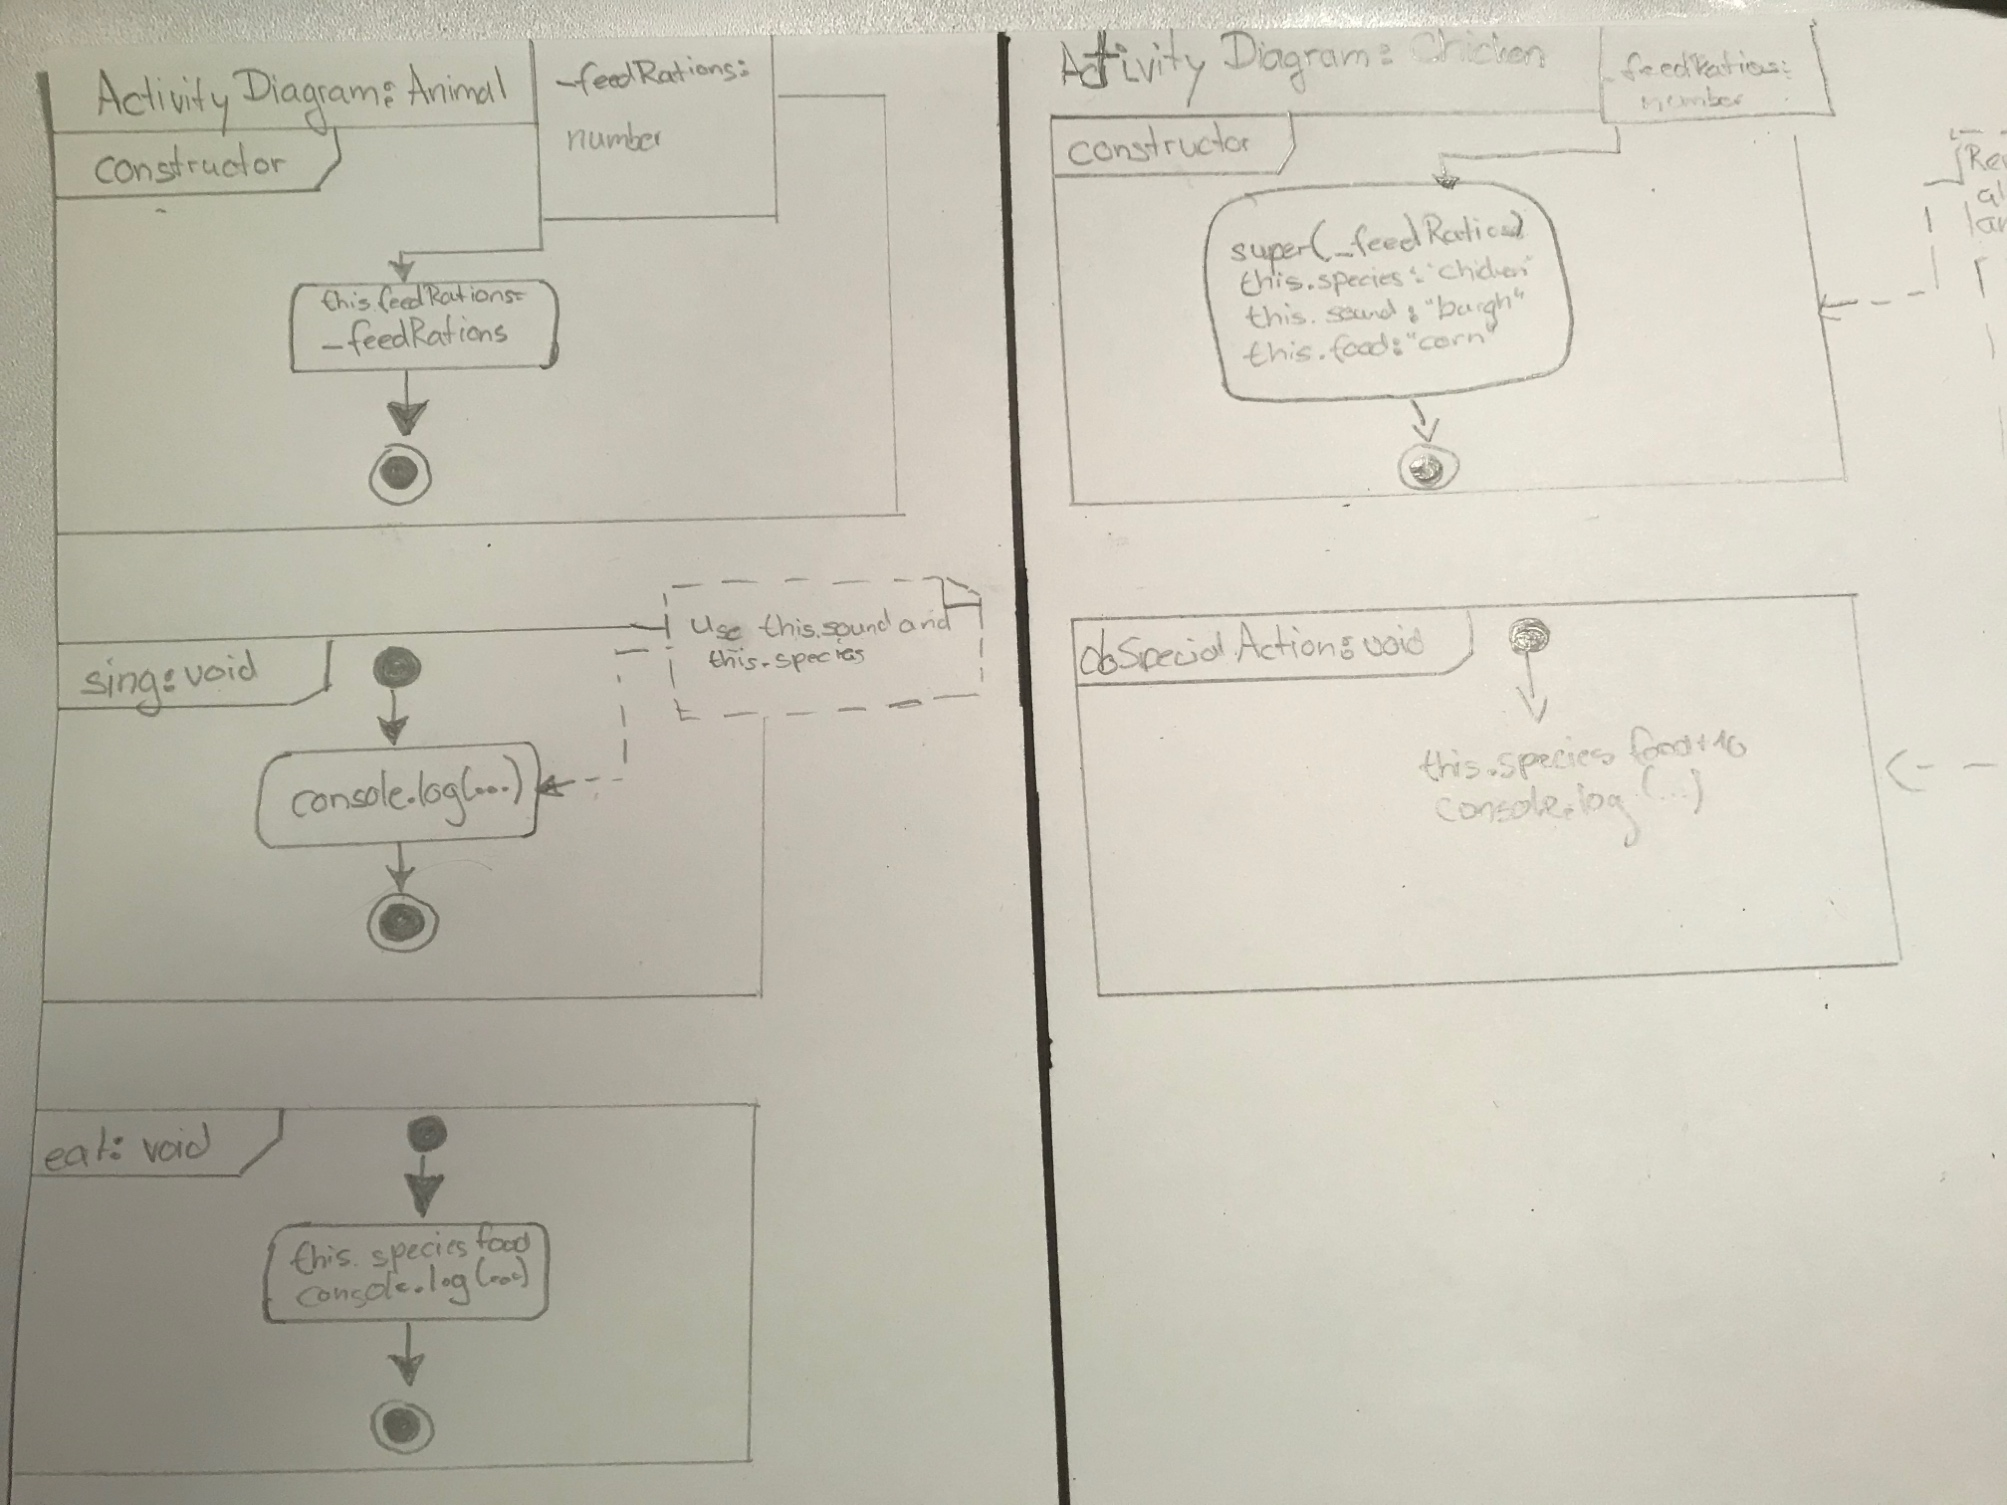 Activity Diagram: Animal
_feedRations:
number
constructor
this.feedRations=
_feedRations
sing: void
Use this.sound and
this.species
console.log(...)
eat: void
this.species food
console.log(...)
Activity Diagram: Chicken
_feedRations:
number
constructor
super(_feedRations)
this.species: "chicken"
this.sound: "burgh"
this.food: "corn"
doSpecial Action: void
this.species food+10
console.log (...)